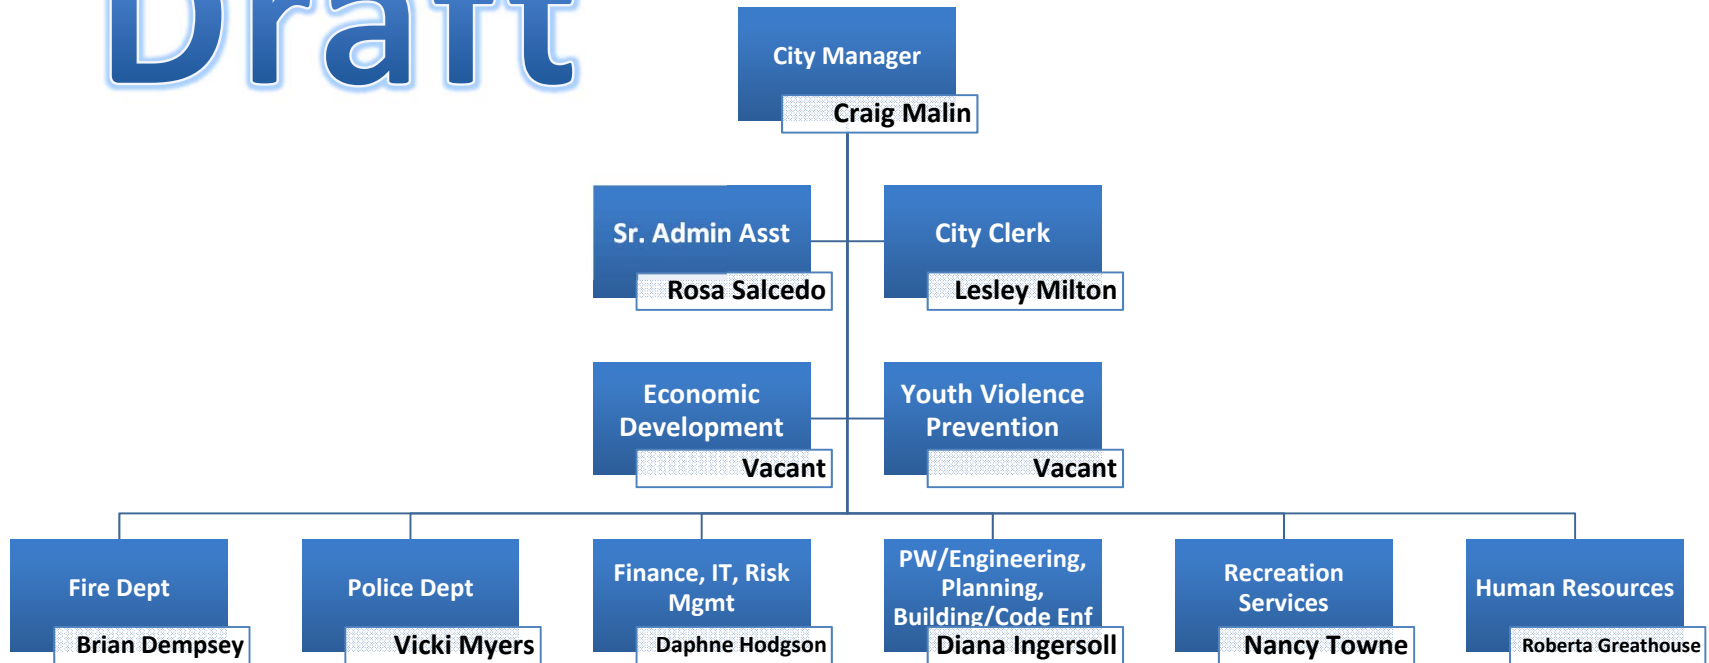 Draft
City Manager
Craig Malin
Sr. Admin Asst
Rosa Salcedo
City Clerk
Lesley Milton
Economic
Development
Vacant
Youth Violence
Prevention
Vacant
Fire Dept
Brian Dempsey
Police Dept
Vicki Myers
Finance, IT, Risk
Mgmt
Daphne Hodgson
PW/Engineering,
Planning,
Building/Code Enf
Diana Ingersoll
Recreation
Services
Nancy Towne
Human Resources
Roberta Greathouse